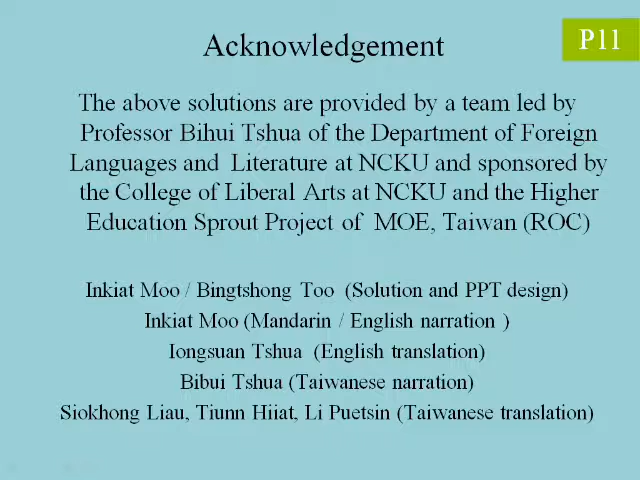 Acknowledgement
P11
The above solutions are provided by a team led by
Professor Bihui Tshua of the Department of Foreign
Languages and Literature at NCKU and sponsored by
the College of Liberal Arts at NCKU and the Higher
Education Sprout Project of MOE, Taiwan (ROC)
Inkiat Moo / Bingtshong Too (Solution and PPT design)
Inkiat Moo (Mandarin / English narration )
Iongsuan Tshua (English translation)
Bibui Tshua (Taiwanese narration)
Siokhong Liau, Tiunn Hiiat, Li Puetsin (Taiwanese translation)